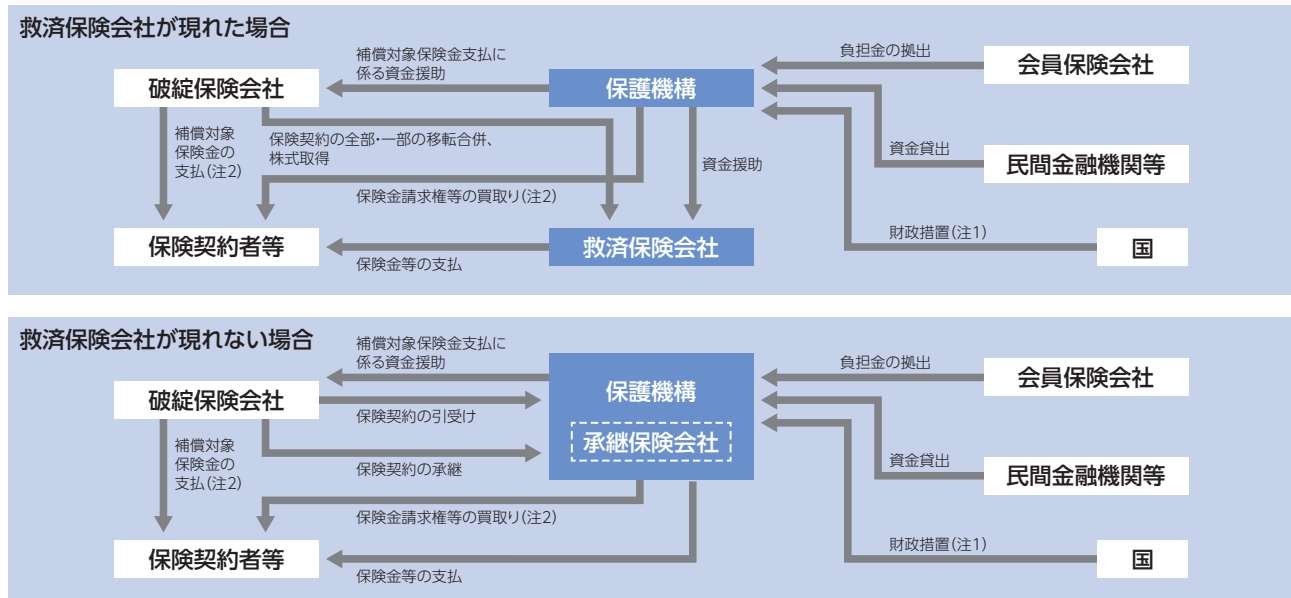 救済保険会社が現れた場合
補償対象保険金支払に
係る資金援助
負担金の拠出
会員保険会社
破綻保険会社
保護機構
補償対象
保険金の
支払(注2)
保険契約の全部・一部の移転合併、
株式取得
資金援助
資金貸出
民間金融機関等
保険金請求権等の買取り(注2)
財政措置(注1)
国
保険契約者等
救済保険会社
保険金等の支払
救済保険会社が現れない場合
補償対象保険金支払に
係る資金援助
負担金の拠出
会員保険会社
破綻保険会社
保護機構
保険契約の引受け
承継保険会社
補償対象
保険金の
支払(注2)
保険契約の承継
資金貸出
民間金融機関等
保険金請求権等の買取り(注2)
財政措置(注1)
国
保険契約者等
保険金等の支払